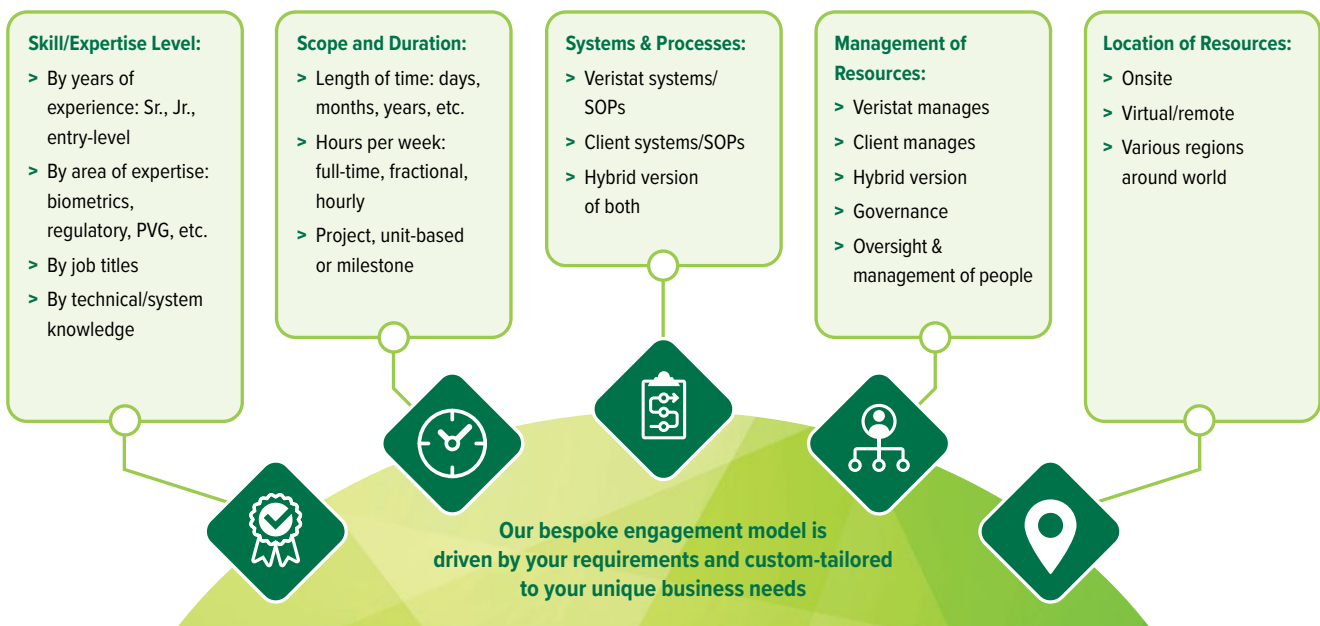 Skill/Expertise Level:
> By years of
experience: Sr., Jr.,
entry-level
> By area of expertise:
biometrics,
regulatory, PVG, etc.
> By job titles
> By technical/system
knowledge
Scope and Duration:
> Length of time: days,
months, years, etc.
> Hours per week:
full-time, fractional,
hourly
> Project, unit-based
or milestone
Systems & Processes:
> Veristat systems/
SOPs
> Client systems/SOPs
> Hybrid version
of both
Management of
Resources:
> Veristat manages
> Client manages
> Hybrid version
> Governance
> Oversight &
management of people
Location of Resources:
> Onsite
> Virtual/remote
> Various regions
around world
Our bespoke engagement model is
driven by your requirements and custom-tailored
to your unique business needs